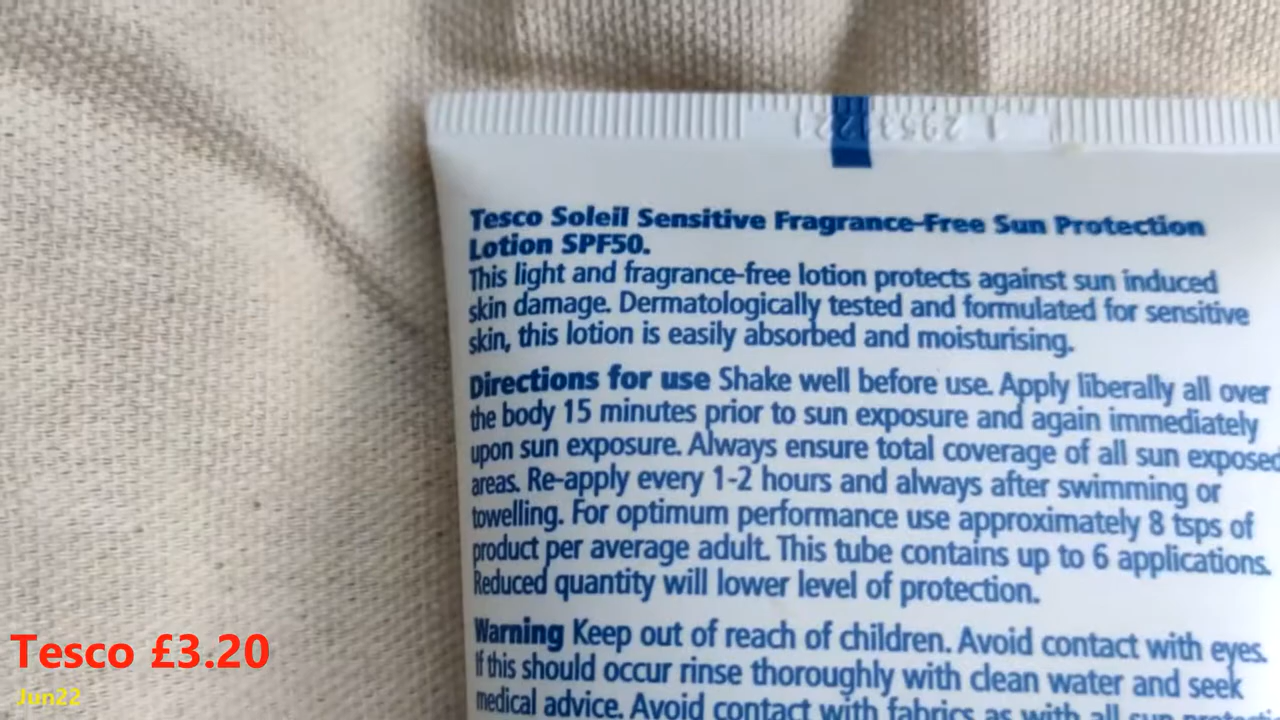 Tesco Soleil Sensitive Fragrance-Free Sun Protection
Lotion SPF50.
This light and fragrance-free lotion protects against sun induced
skin damage. Dermatologically tested and formulated for sensitive
skin, this lotion is easily absorbed and moisturising.
Directions for use Shake well before use. Apply liberally all over
the body 15 minutes prior to sun exposure and again immediately
upon sun exposure. Always ensure total coverage of all sun exposed
areas. Re-apply every 1-2 hours and always after swimming or
towelling. For optimum performance use approximately 8 tsps of
product per average adult. This tube contains up to 6 applications.
Reduced quantity will lower level of protection.
Warning Keep out of reach of children. Avoid contact with eyes.
If this should occur rinse thoroughly with clean water and seek
medical advice. Avoid contact with fabrics as with all sun
Tesco £3.20
Jun22